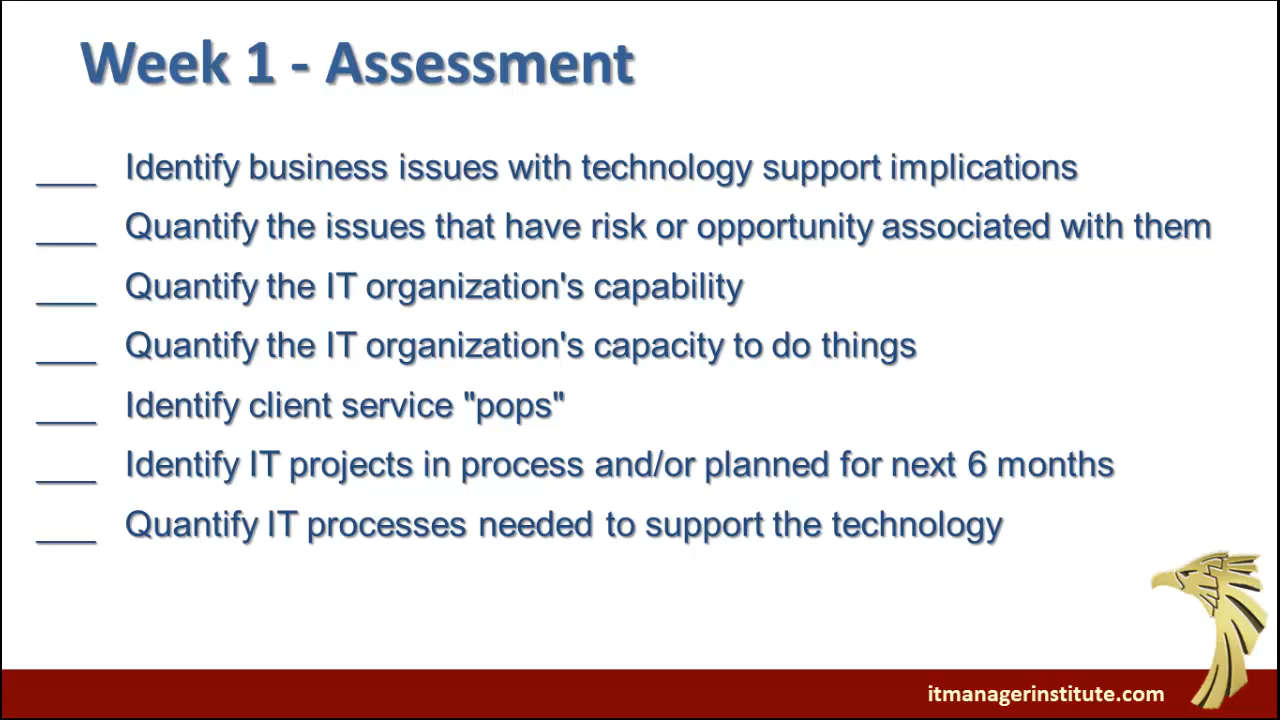 Week 1 - Assessment
___ Identify business issues with technology support implications
___ Quantify the issues that have risk or opportunity associated with them
___ Quantify the IT organization's capability
___ Quantify the IT organization's capacity to do things
___ Identify client service "pops"
___ Identify IT projects in process and/or planned for next 6 months
___ Quantify IT processes needed to support the technology
itmanagerinstitute.com